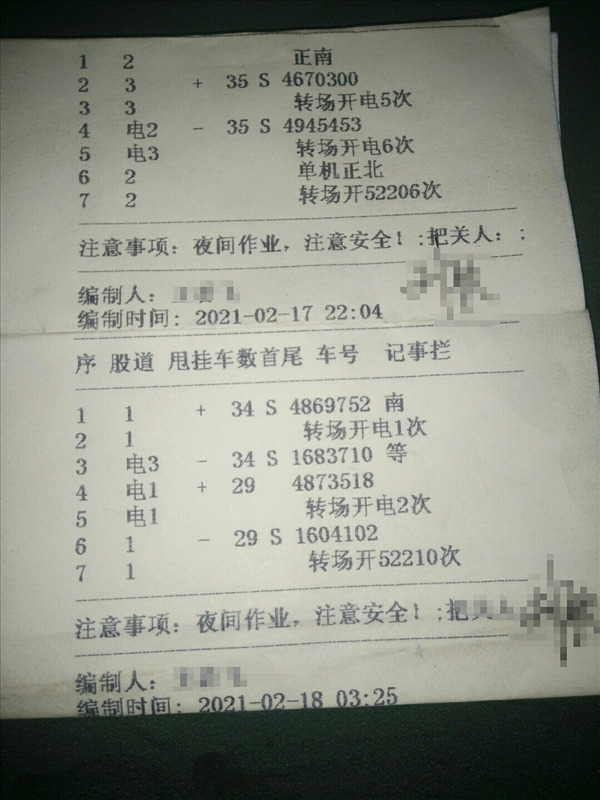 1 2 正南
2 3 + 35 S 4670300
3 3 转场开电5次
4 电2 - 35 S 4945453
5 电3 转场开电6次
6 2 单机正北
7 2 转场开52206次
注意事项：夜间作业，注意安全！;把关人：;
编制人：
编制时间：2021-02-17 22:04
序 股道 甩挂车数首尾 车号 记事拦
1 1 + 34 S 4869752 南
2 1 转场开电1次
3 电3 - 34 S 1683710 等
4 电1 + 29 4873518
5 电1 转场开电2次
6 1 - 29 S 1604102
7 1 转场开52210次
注意事项：夜间作业，注意安全！;把关
编制人：
编制时间：2021-02-18 03:25